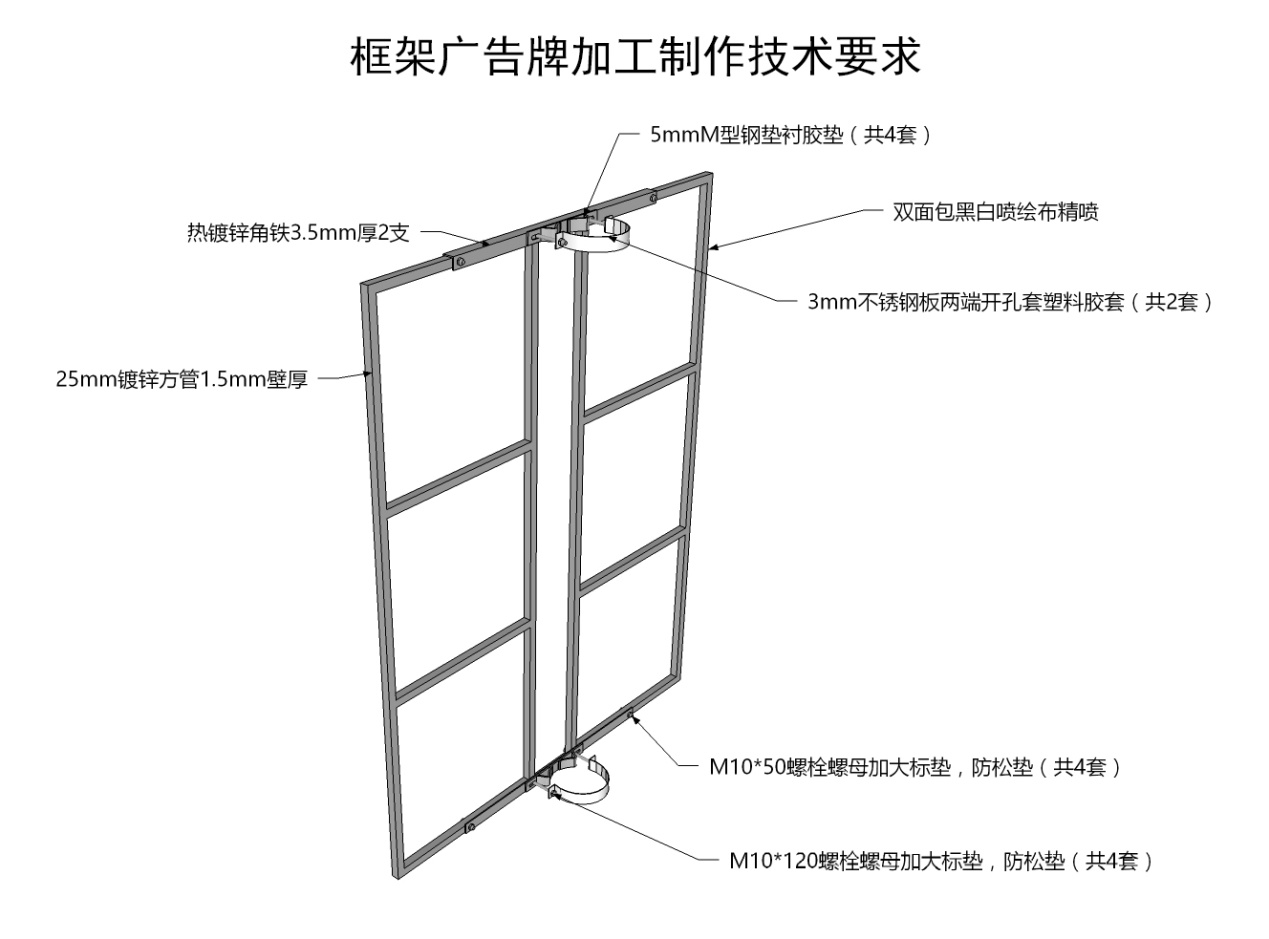 框架广告牌加工制作技术要求
5mmM型钢垫衬胶垫（共4套）
双面包黑白喷绘布精喷
热镀锌角铁3.5mm厚2支
3mm不锈钢板两端开孔套塑料胶套（共2套）
25mm镀锌方管1.5mm壁厚
M10*50螺栓螺母加大标垫，防松垫（共4套）
M10*120螺栓螺母加大标垫，防松垫（共4套）